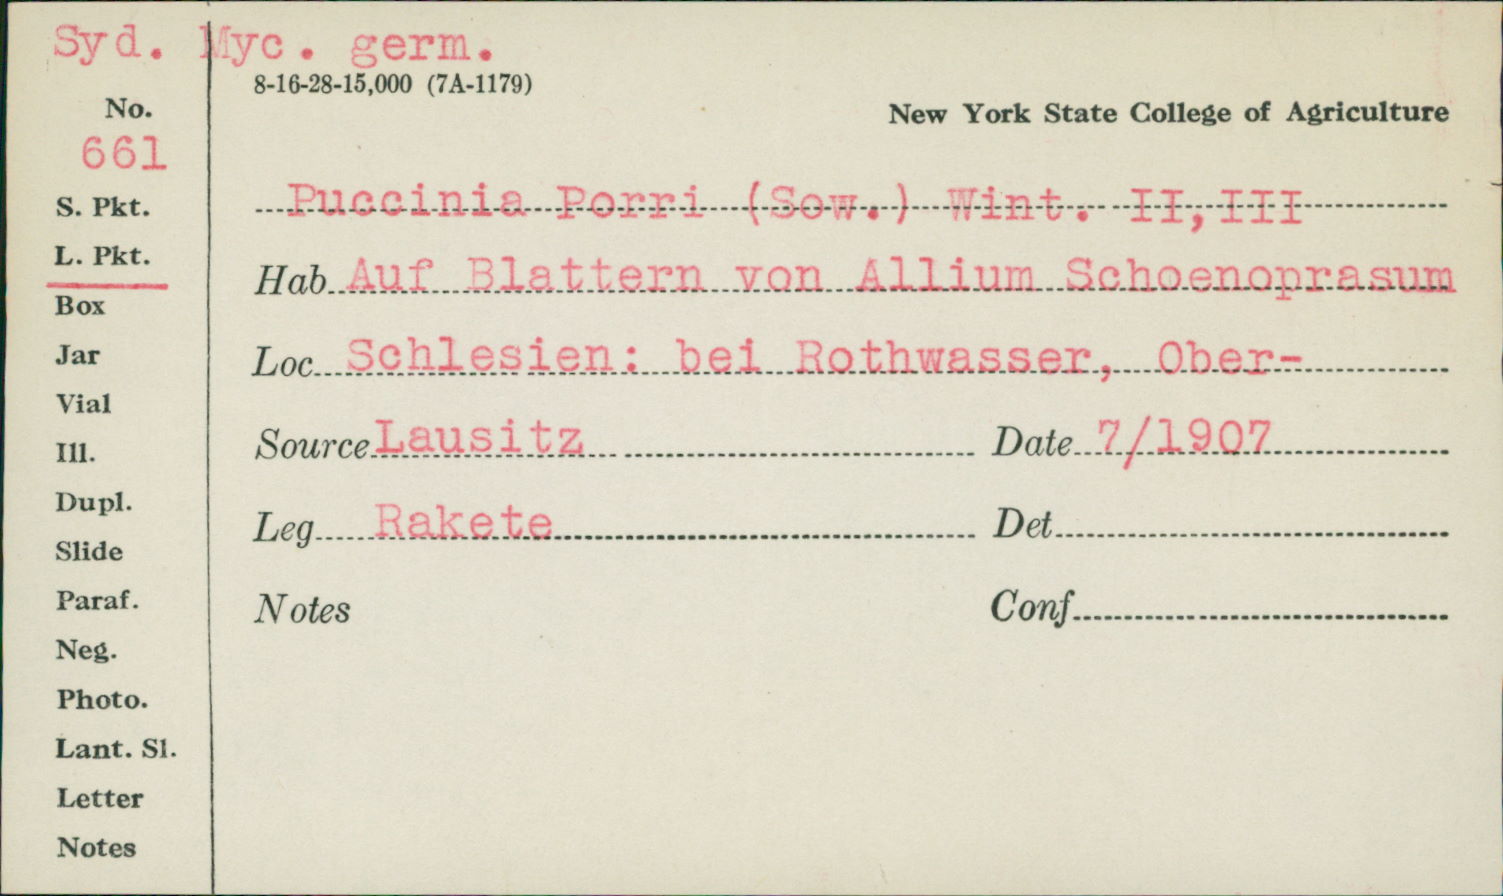 Syd. Myc. germ.
8-16-28-15,000 (7A-1179)
New York State College of Agriculture
No.
661
S. Pkt.
L. Pkt.
Box
Jar
Vial
Ill.
Dupl.
Slide
Paraf.
Neg.
Photo.
Lant. Sl.
Letter
Notes
Puccinia Porri (Sow.) Wint. II,III
Hab Auf Blattern von Allium Schoenoprasum
Loc Schlesien: bei Rothwasser, Ober-
Source Lausitz Date 7/1907
Leg Rakete Det
Notes Conf